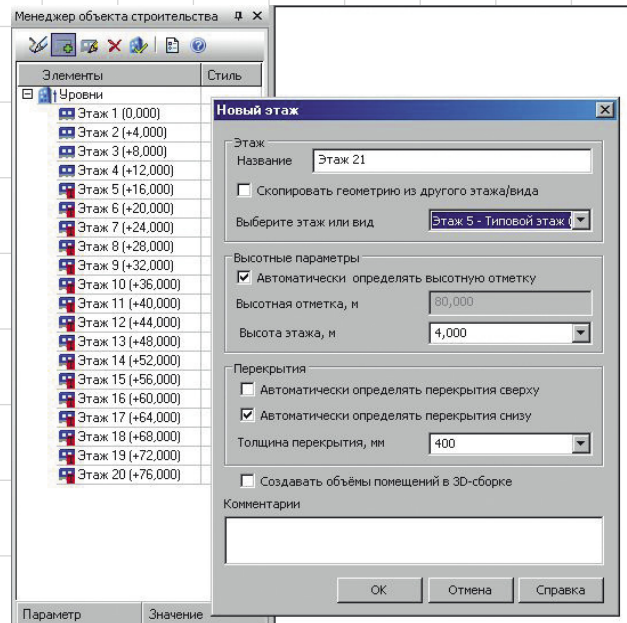 Менеджер объекта строительства
Элементы
Стиль
Уровни
Этаж 1 (0,000)
Этаж 2 (+4,000)
Этаж 3 (+8,000)
Этаж 4 (+12,000)
Этаж 5 (+16,000)
Этаж 6 (+20,000)
Этаж 7 (+24,000)
Этаж 8 (+28,000)
Этаж 9 (+32,000)
Этаж 10 (+36,000)
Этаж 11 (+40,000)
Этаж 12 (+44,000)
Этаж 13 (+48,000)
Этаж 14 (+52,000)
Этаж 15 (+56,000)
Этаж 16 (+60,000)
Этаж 17 (+64,000)
Этаж 18 (+68,000)
Этаж 19 (+72,000)
Этаж 20 (+76,000)
Параметр
Значение
Новый этаж
Этаж
Название Этаж 21
Скопировать геометрию из другого этажа/вида
Выберите этаж или вид Этаж 5 - Типовой этаж (
Высотные параметры
Автоматически определять высотную отметку
Высотная отметка, м 80,000
Высота этажа, м 4,000
Перекрытия
Автоматически определять перекрытия сверху
Автоматически определять перекрытия снизу
Толщина перекрытия, мм 400
Создавать объёмы помещений в 3D-сборке
Комментарии
ОК Отмена Справка